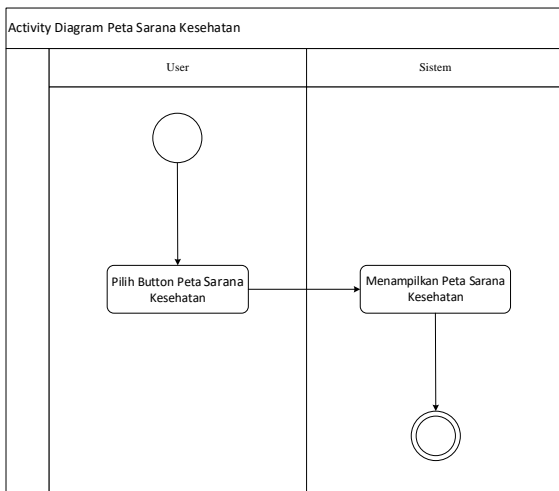 Activity Diagram Peta Sarana Kesehatan
User
Sistem
Pilih Button Peta Sarana
Kesehatan
Menampilkan Peta Sarana
Kesehatan